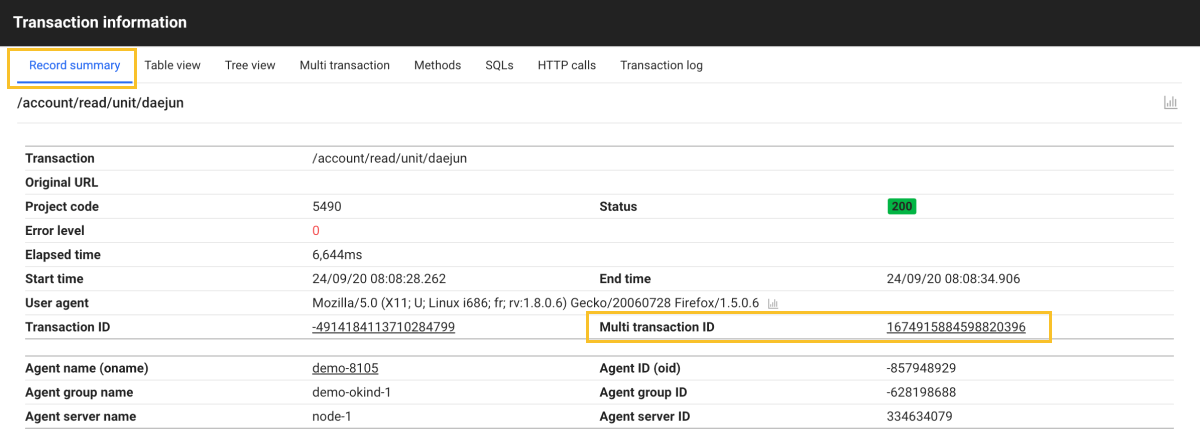 Transaction information
Record summary Table view Tree view Multi transaction Methods SQLs HTTP calls Transaction log
/account/read/unit/daejun
Transaction /account/read/unit/daejun
Original URL
Project code 5490 Status 200
Error level 0
Elapsed time 6,644ms
Start time 24/09/20 08:08:28.262 End time 24/09/20 08:08:34.906
User agent Mozilla/5.0 (X11; U; Linux i686; fr; rv:1.8.0.6) Gecko/20060728 Firefox/1.5.0.6
Transaction ID -4914184113710284799 Multi transaction ID 1674915884598820396
Agent name (oname) demo-8105 Agent ID (oid) -857948929
Agent group name demo-okind-1 Agent group ID -628198688
Agent server name node-1 Agent server ID 334634079